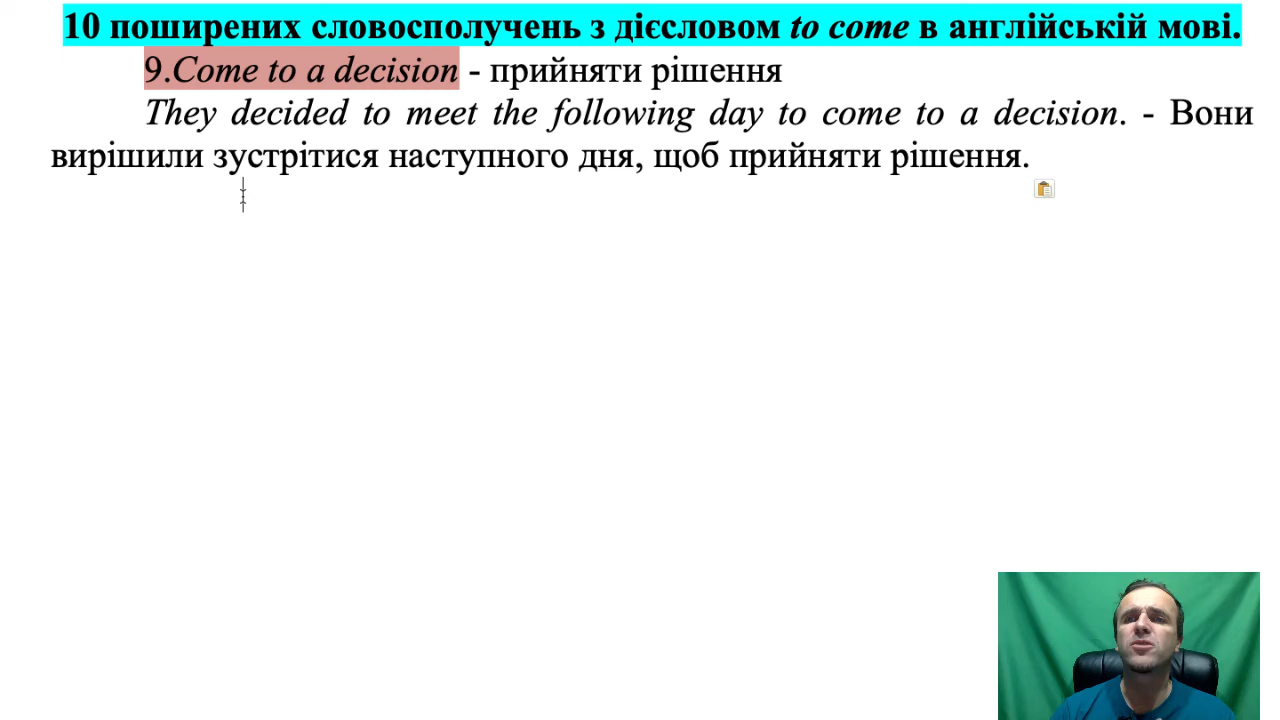 10 поширених словосполучень з дієсловом to come в англійській мові.
9.Come to a decision - прийняти рішення
They decided to meet the following day to come to a decision. - Вони
вирішили зустрітися наступного дня, щоб прийняти рішення.